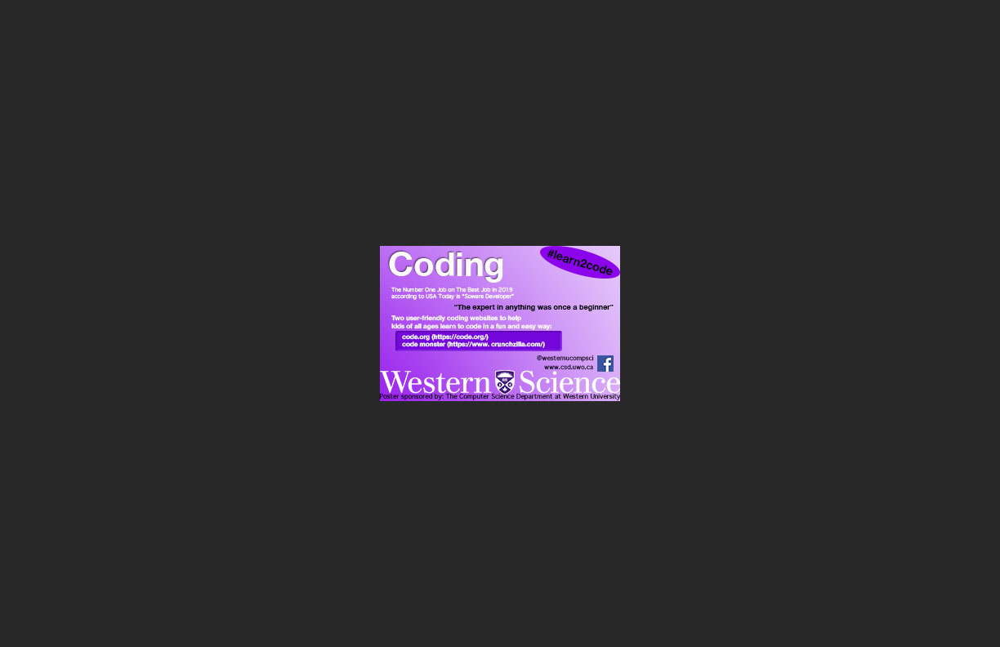 Coding
#learn2code
The Number One Job on The Best Job in 2019
according to USA Today is "Soware Developer"
“The expert in anything was once a beginner”
Two user-friendly coding websites to help
kids of all ages learn to code in a fun and easy way:
code.org (https://code.org/)
code monster (https://www. crunchzilla.com/)
@westernucompsci
www.csd.uwo.ca
Western Science
Poster sponsored by: The Computer Science Department at Western University